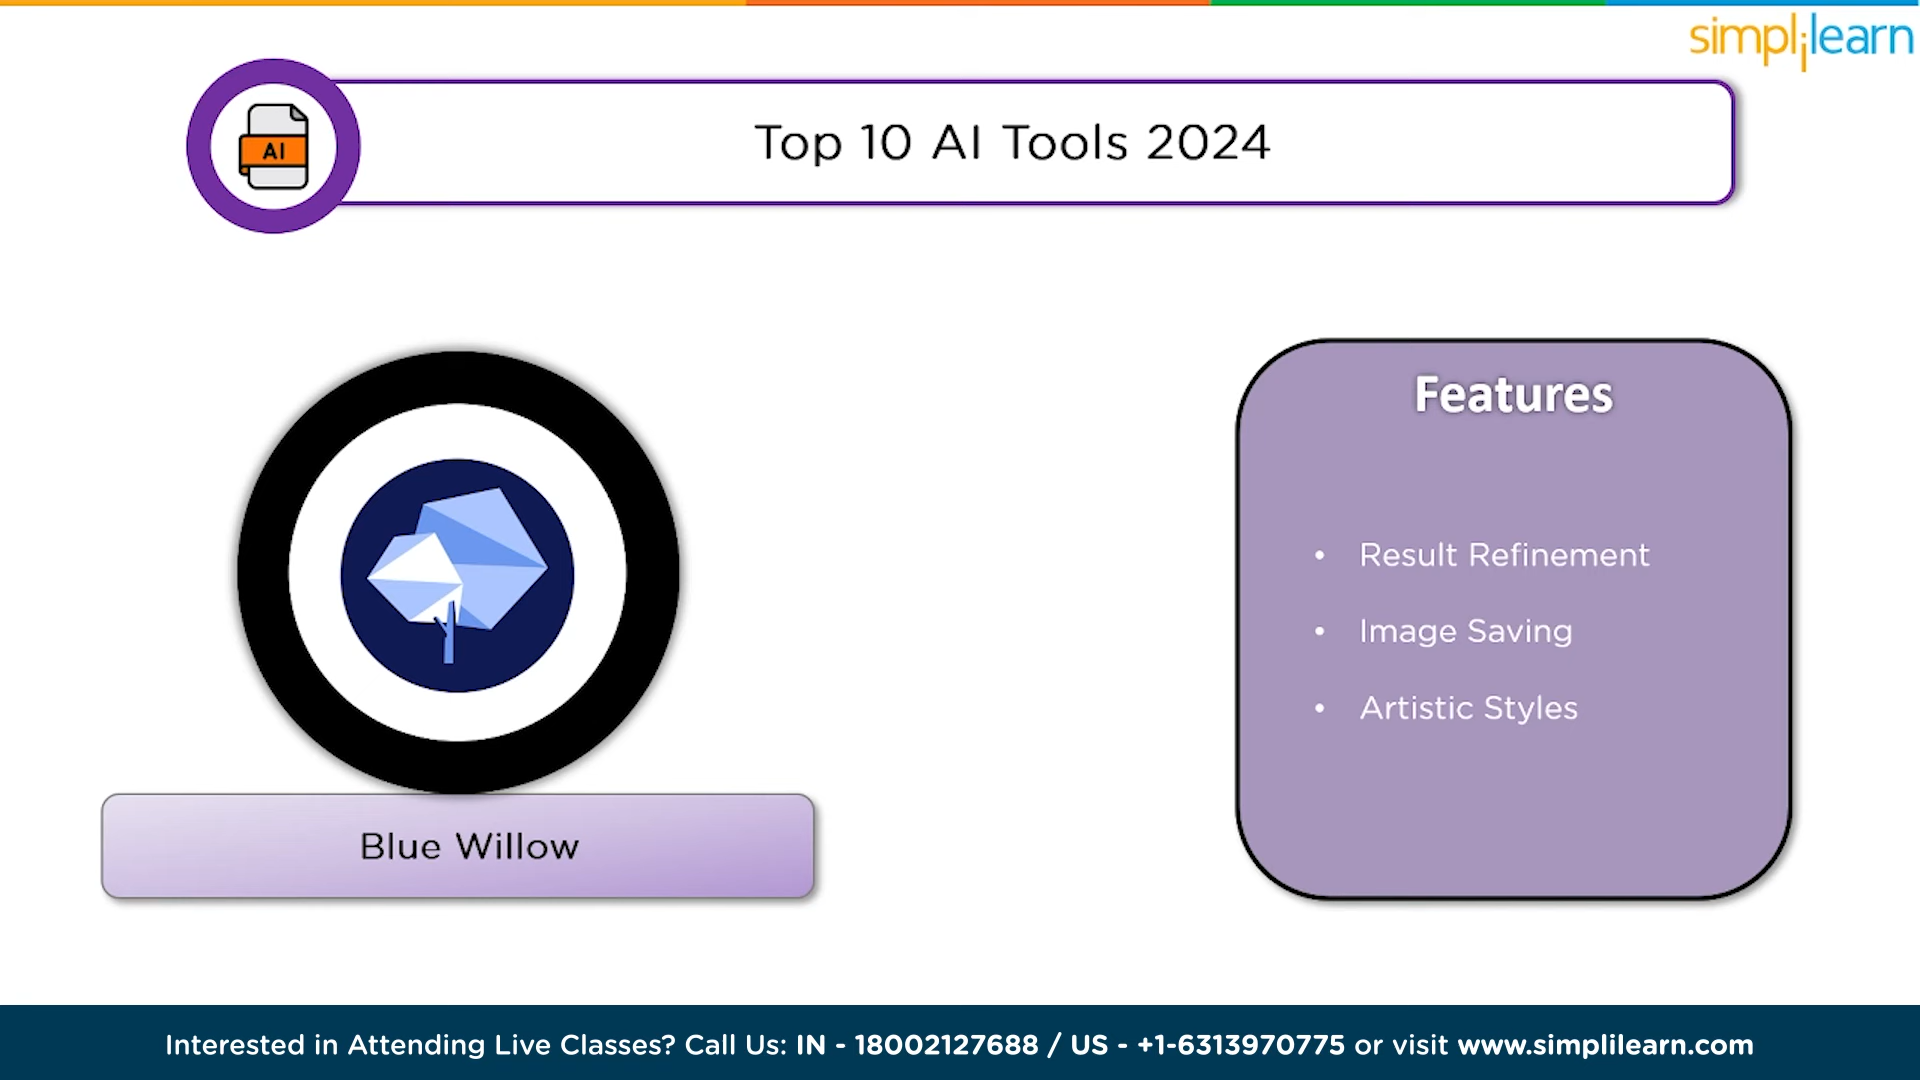 simplilearn
AI
Top 10 AI Tools 2024
Features
• Result Refinement
• Image Saving
• Artistic Styles
Blue Willow
Interested in Attending Live Classes? Call Us: IN - 18002127688 / US - +1-6313970775 or visit www.simplilearn.com